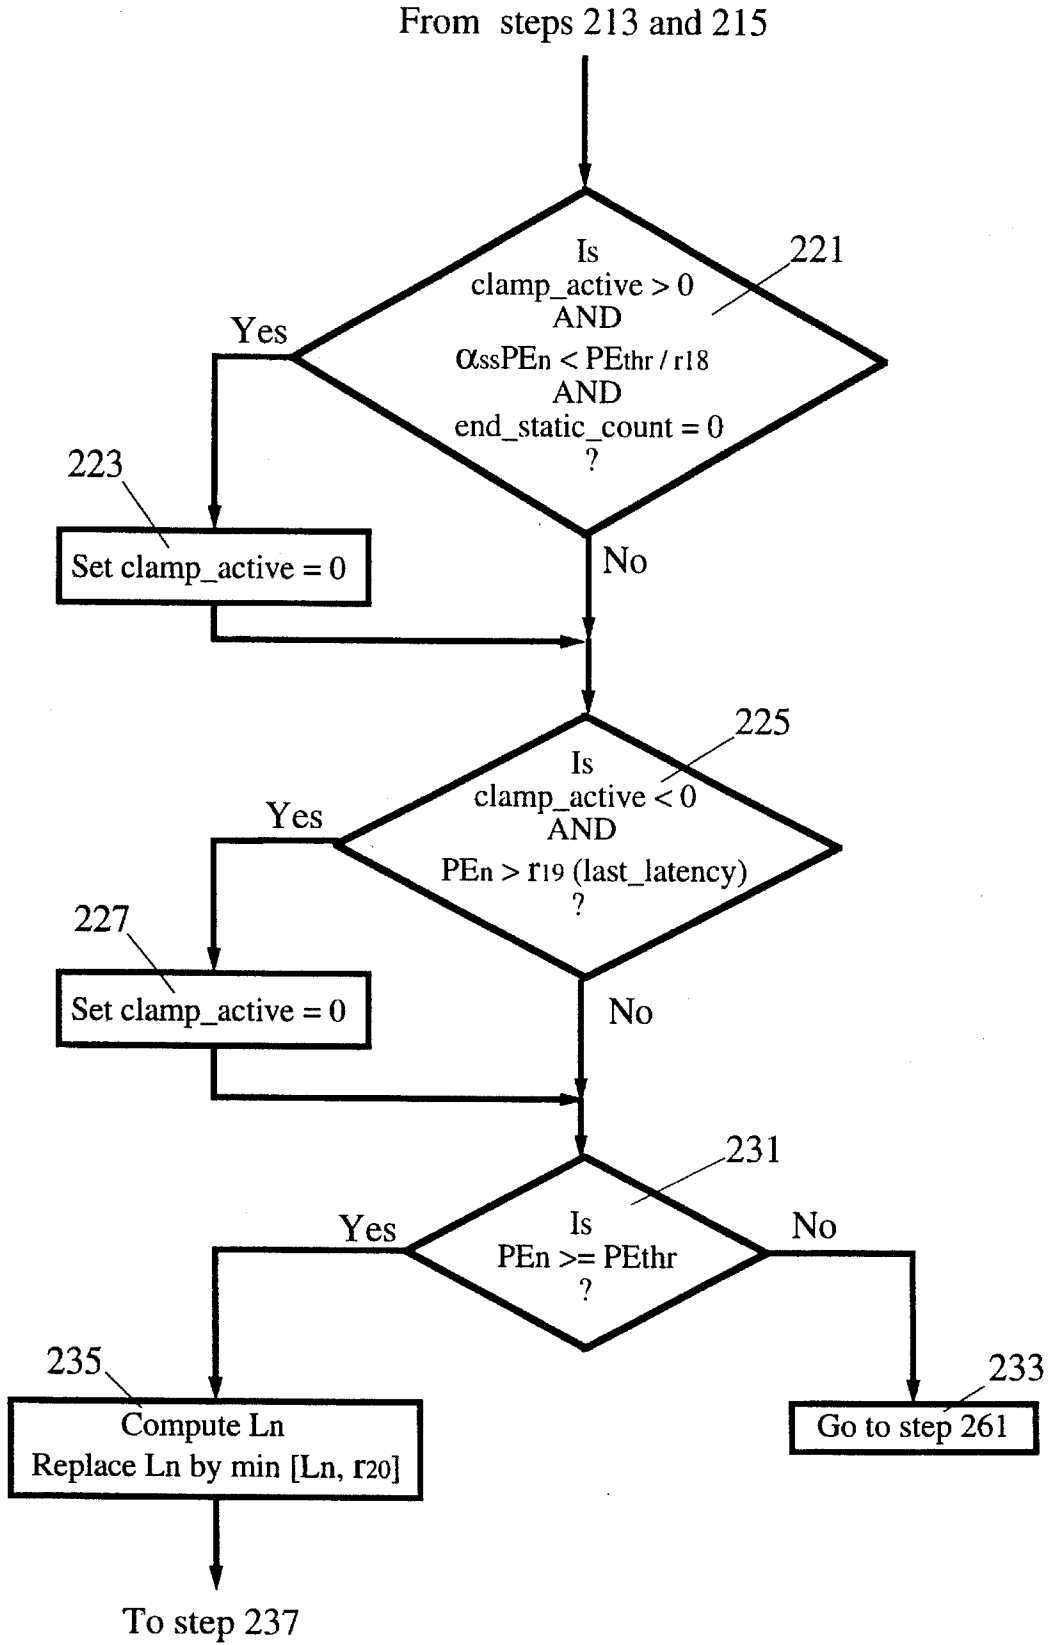 From steps 213 and 215
221
Is
clamp_active > 0
AND
αssPEn < PEthr / r18
AND
end_static_count = 0
?
Yes
223
Set clamp_active = 0
No
225
Is
clamp_active < 0
AND
PEn > r19 (last_latency)
?
Yes
227
Set clamp_active = 0
No
231
Is
PEn >= PEthr
?
Yes
No
235
Compute Ln
Replace Ln by min [Ln, r20]
233
Go to step 261
To step 237